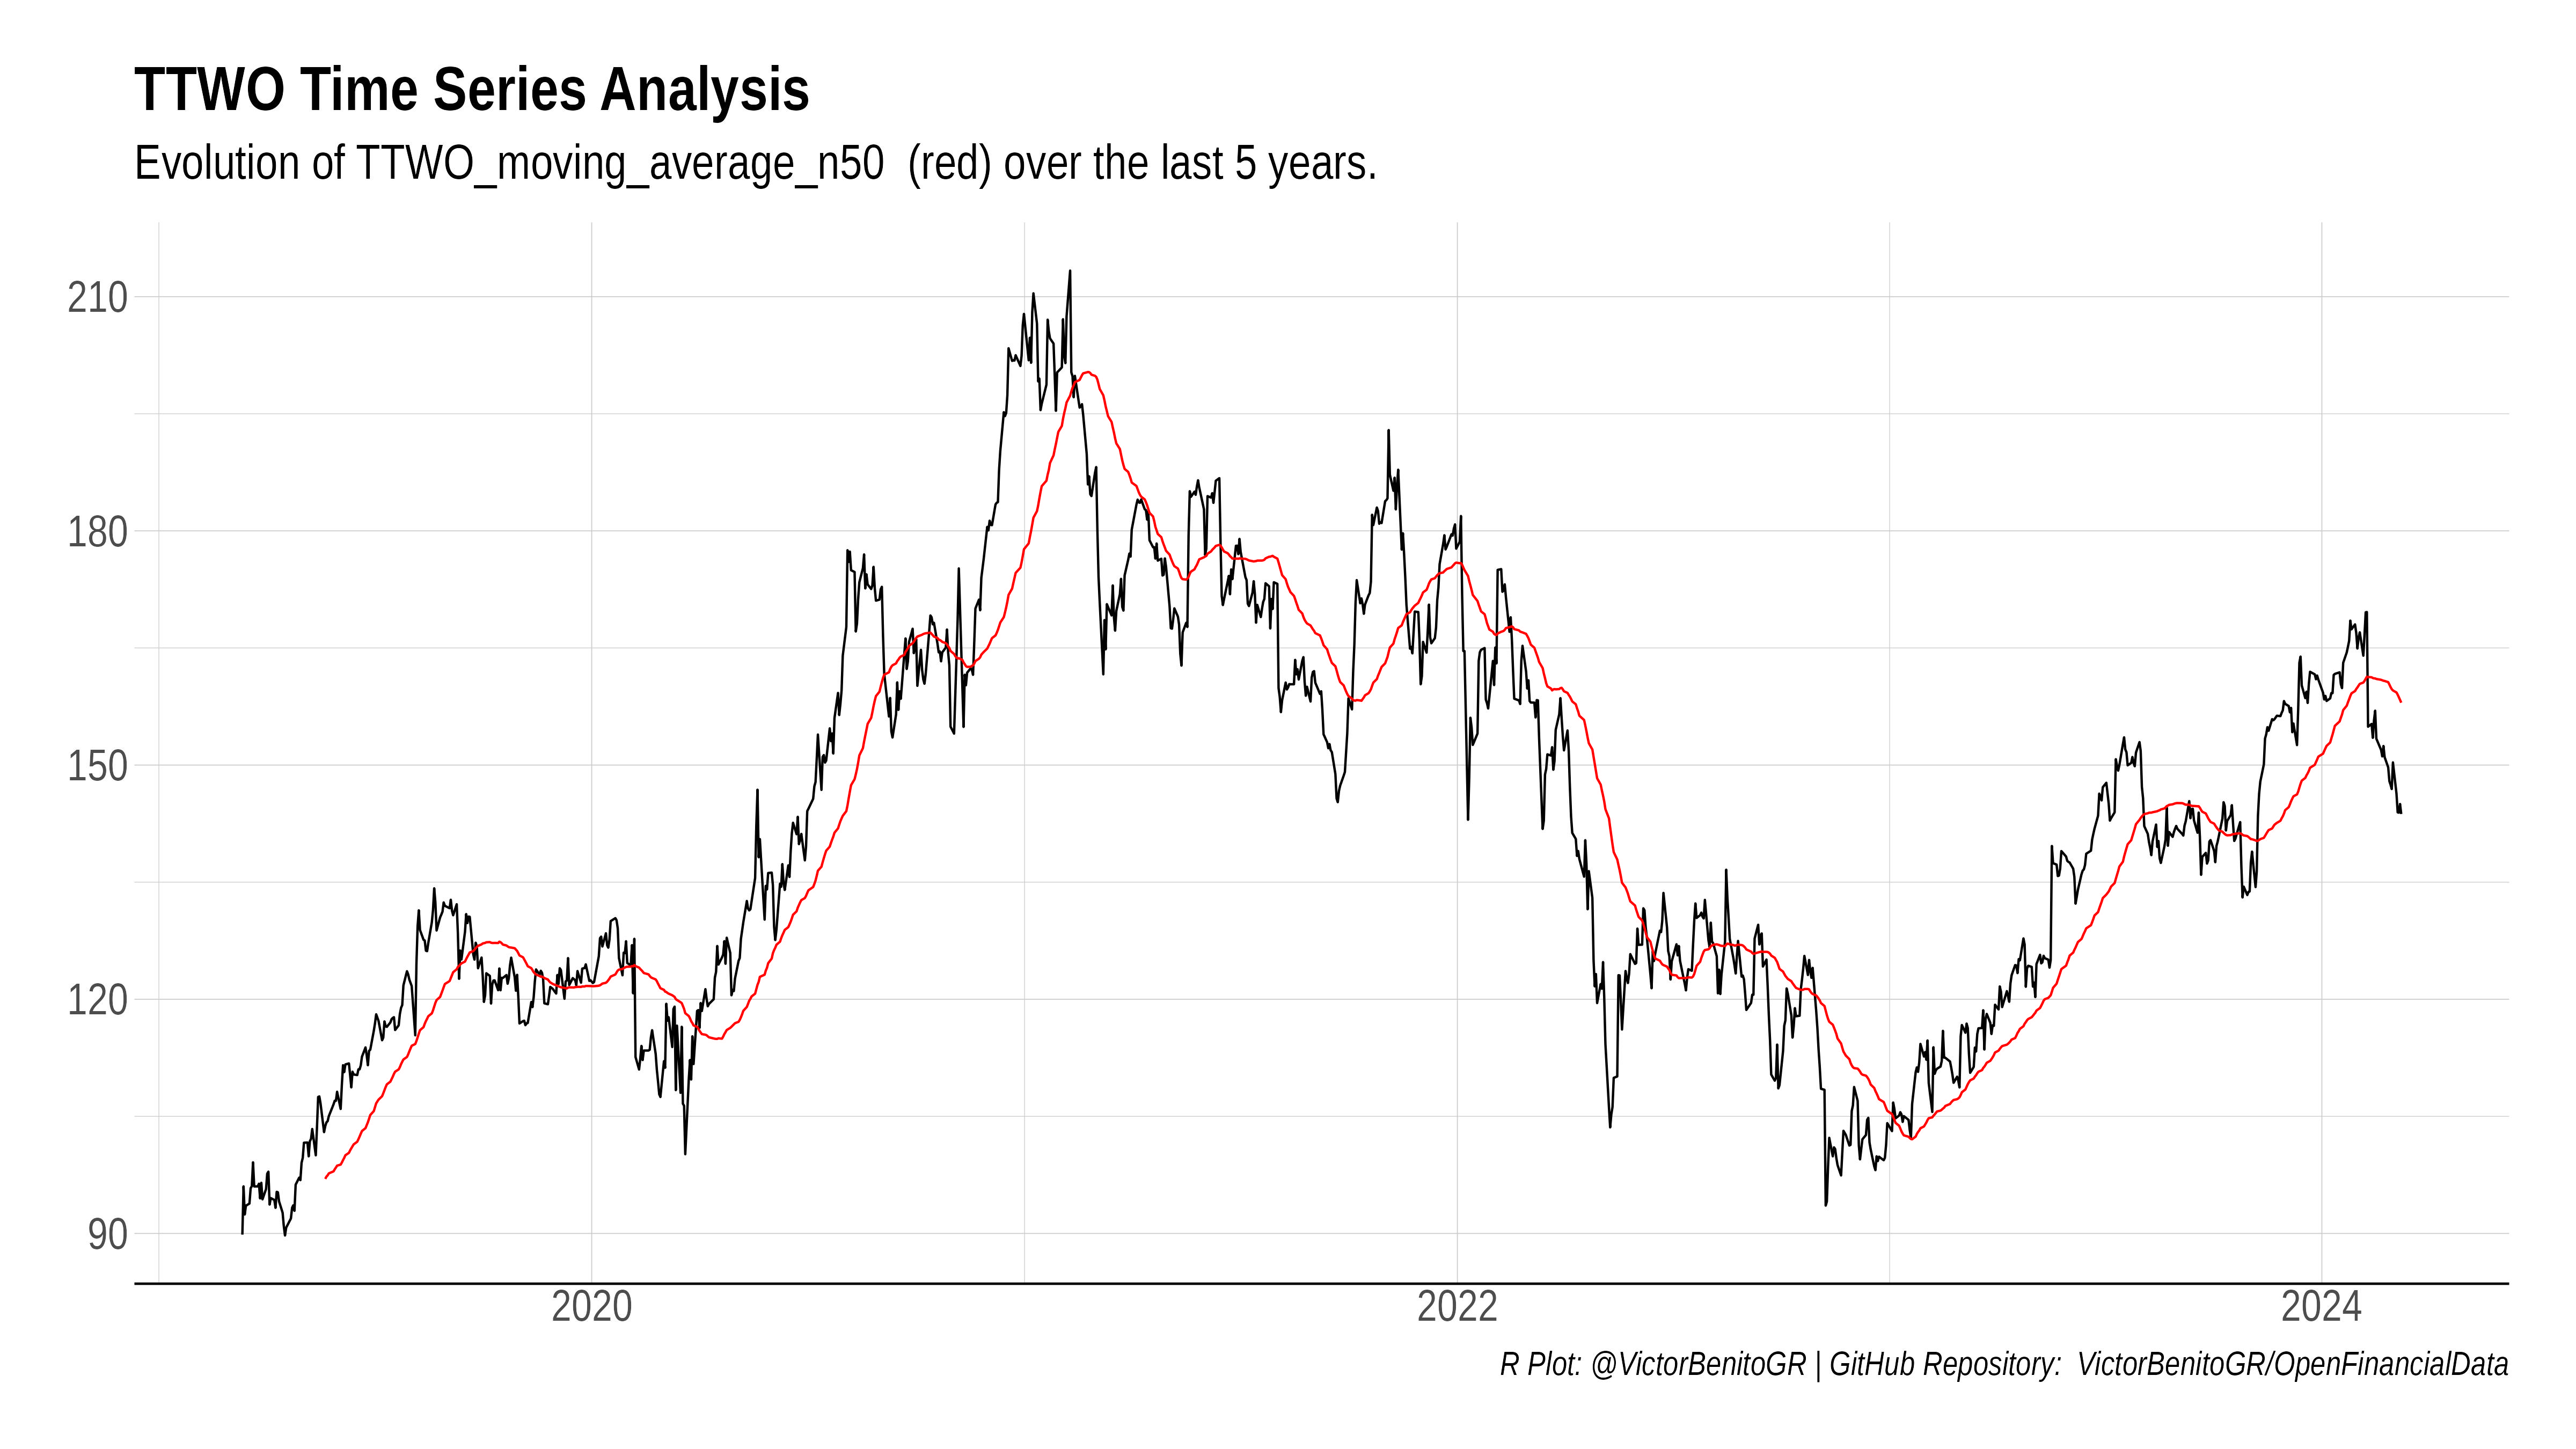 TTWO Time Series Analysis
Evolution of TTWO_moving_average_n50  (red) over the last 5 years.
210
180
150
120
90
2020 2022 2024
R Plot: @VictorBenitoGR | GitHub Repository:  VictorBenitoGR/OpenFinancialData